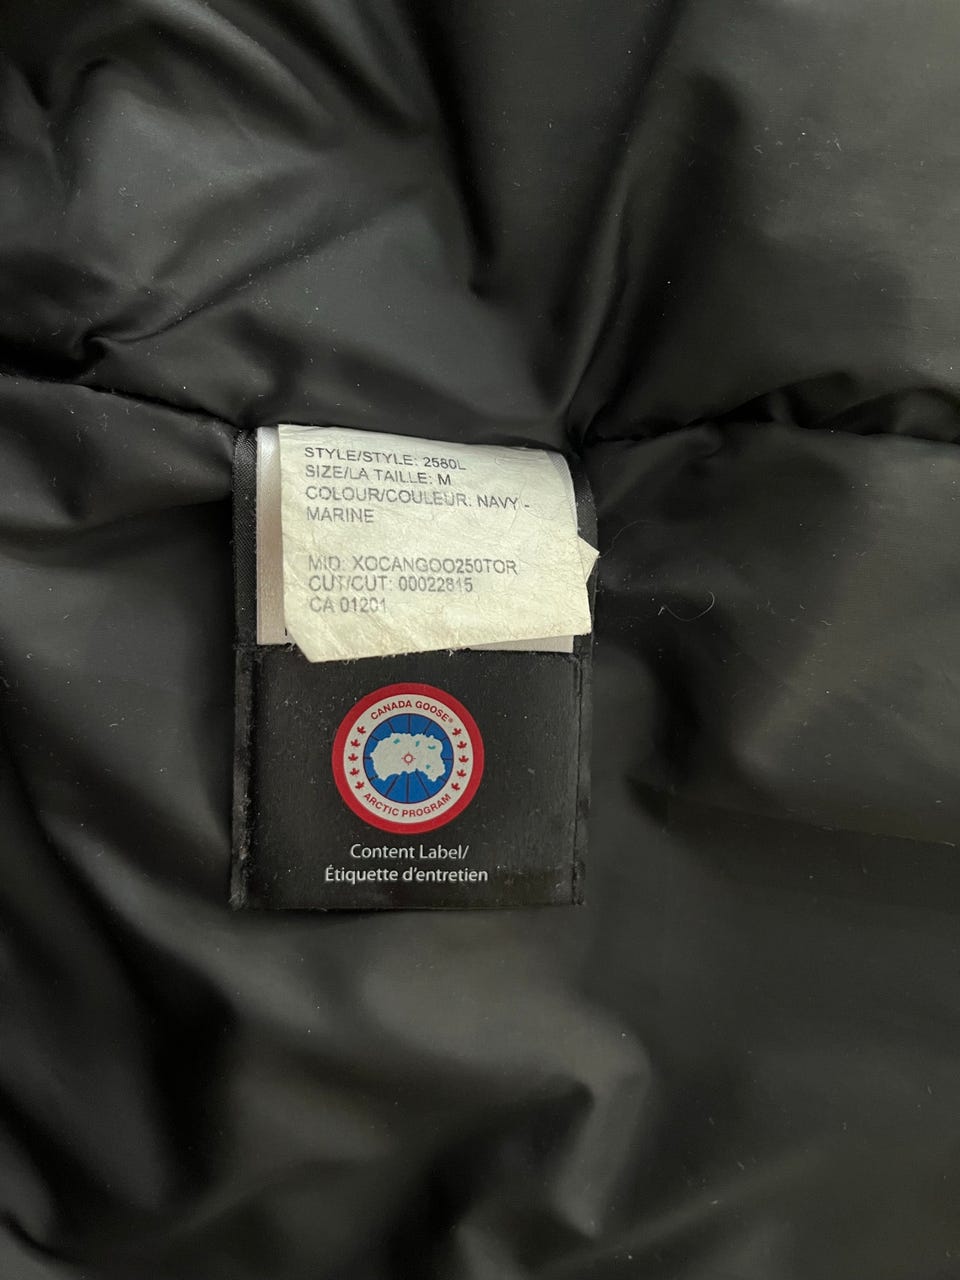 STYLE/STYLE: 2580L
SIZE/LA TAILLE: M
COLOUR/COULEUR: NAVY -
MARINE
MID: XOCANGOO250TOR
CUT/CUT: 00022815
CA 01201
CANADA GOOSE®
ARCTIC PROGRAM
Content Label/
Étiquette d'entretien